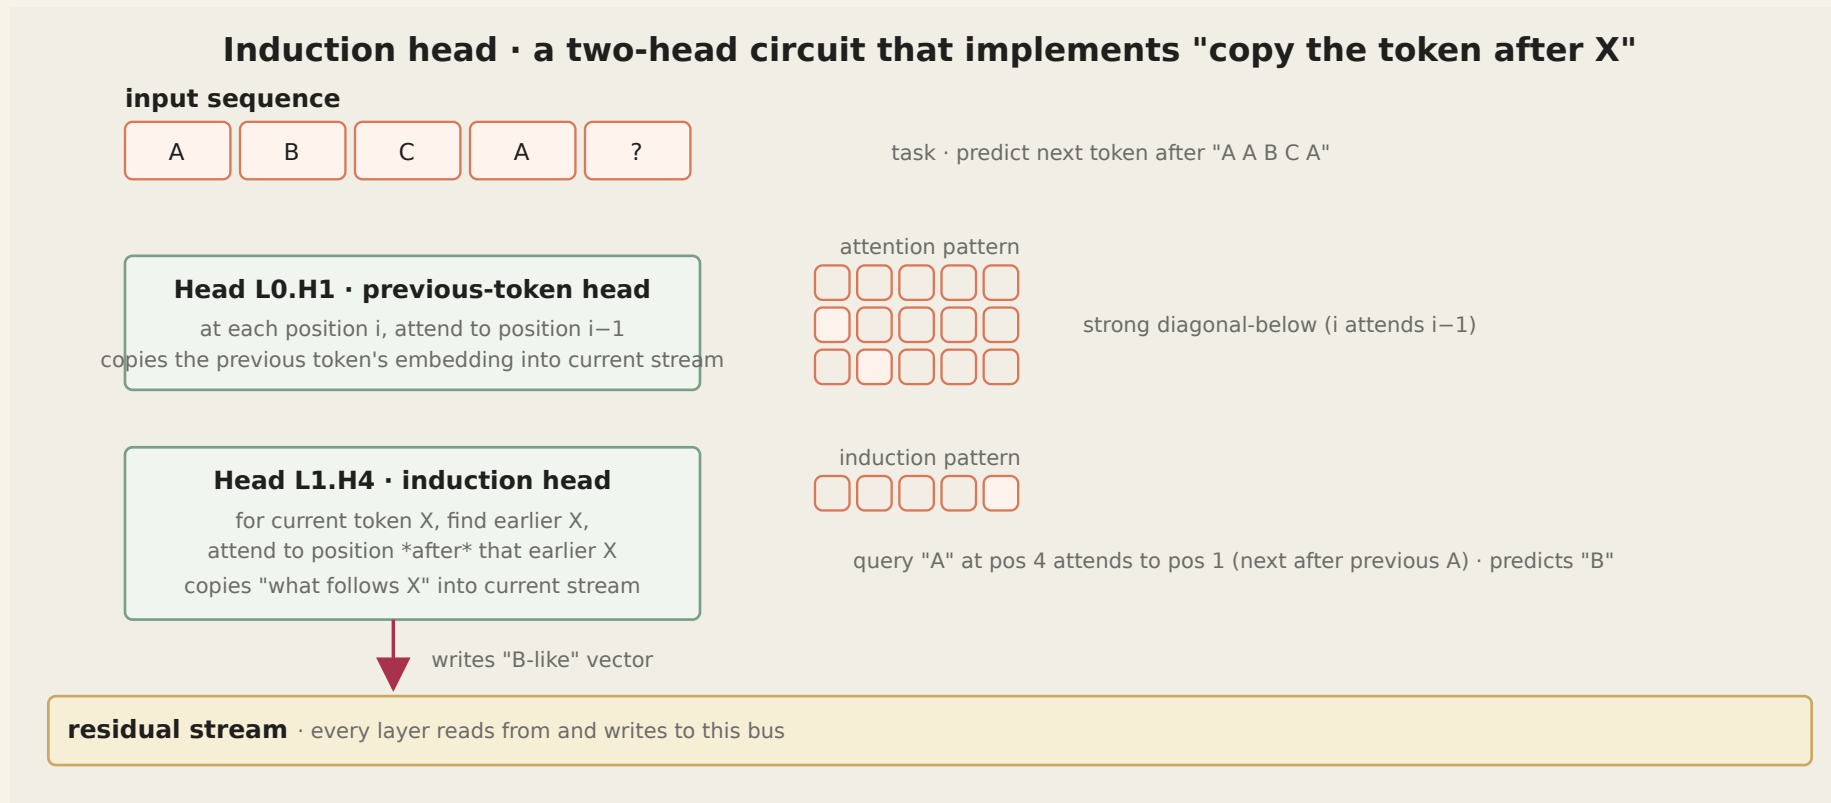 Induction head · a two-head circuit that implements "copy the token after X"
input sequence
A B C A ?
task · predict next token after "A A B C A"
attention pattern
Head L0.H1 · previous-token head
at each position i, attend to position i−1
copies the previous token's embedding into current stream
strong diagonal-below (i attends i−1)
induction pattern
Head L1.H4 · induction head
for current token X, find earlier X,
attend to position *after* that earlier X
copies "what follows X" into current stream
query "A" at pos 4 attends to pos 1 (next after previous A) · predicts "B"
writes "B-like" vector
residual stream · every layer reads from and writes to this bus